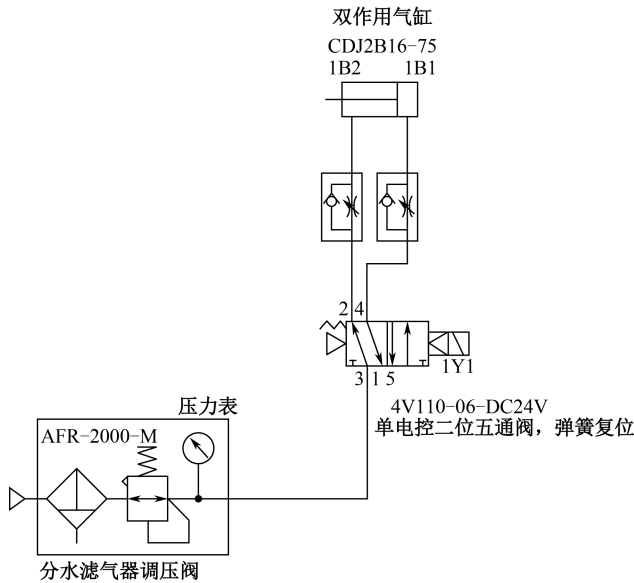 双作用气缸
CDJ2B16-75
1B2 1B1
2 4
1Y1
3 1 5
4V110-06-DC24V
单电控二位五通阀，弹簧复位
压力表
AFR-2000-M
分水滤气器调压阀